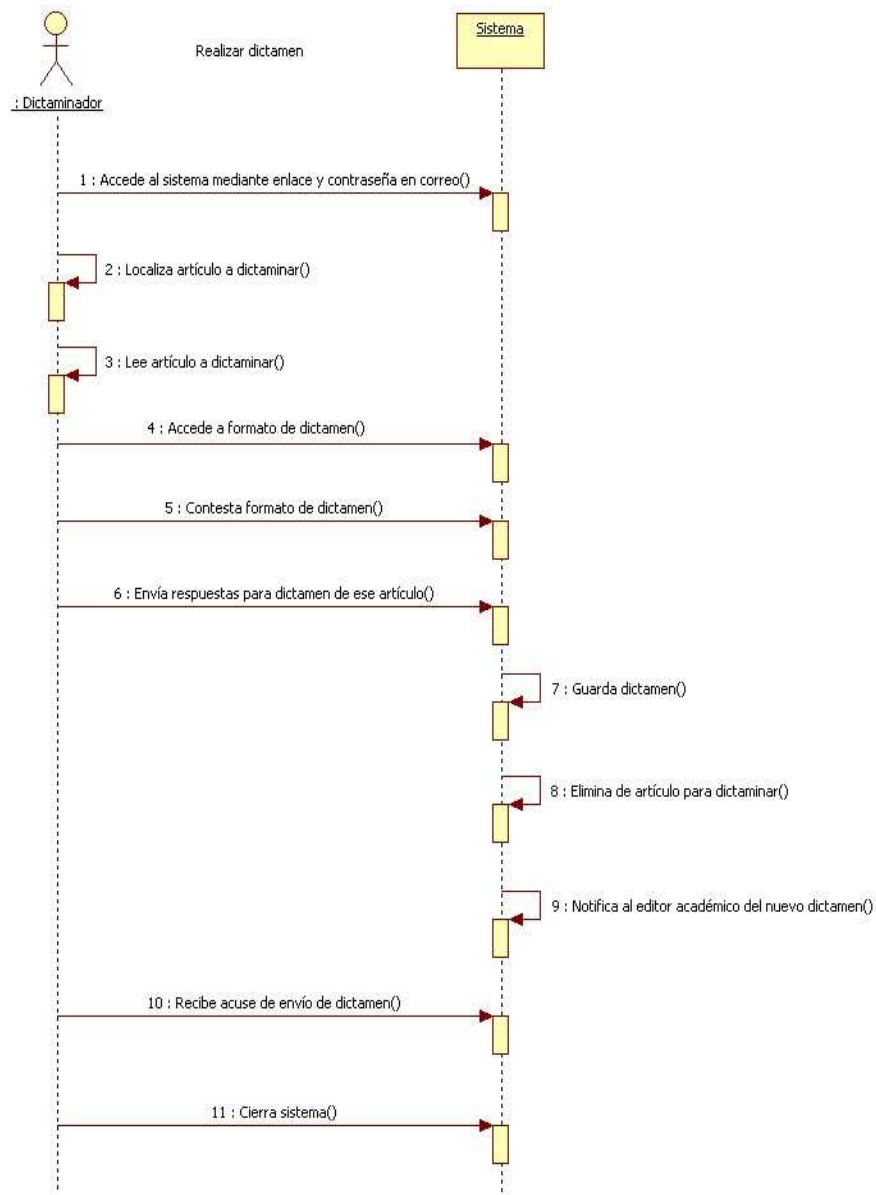 Realizar dictamen
Sistema
: Dictaminador
1 : Accede al sistema mediante enlace y contraseña en correo()
2 : Localiza artículo a dictaminar()
3 : Lee artículo a dictaminar()
4 : Accede a formato de dictamen()
5 : Contesta formato de dictamen()
6 : Envía respuestas para dictamen de ese artículo()
7 : Guarda dictamen()
8 : Elimina de artículo para dictaminar()
9 : Notifica al editor académico del nuevo dictamen()
10 : Recibe acuse de envío de dictamen()
11 : Cierra sistema()